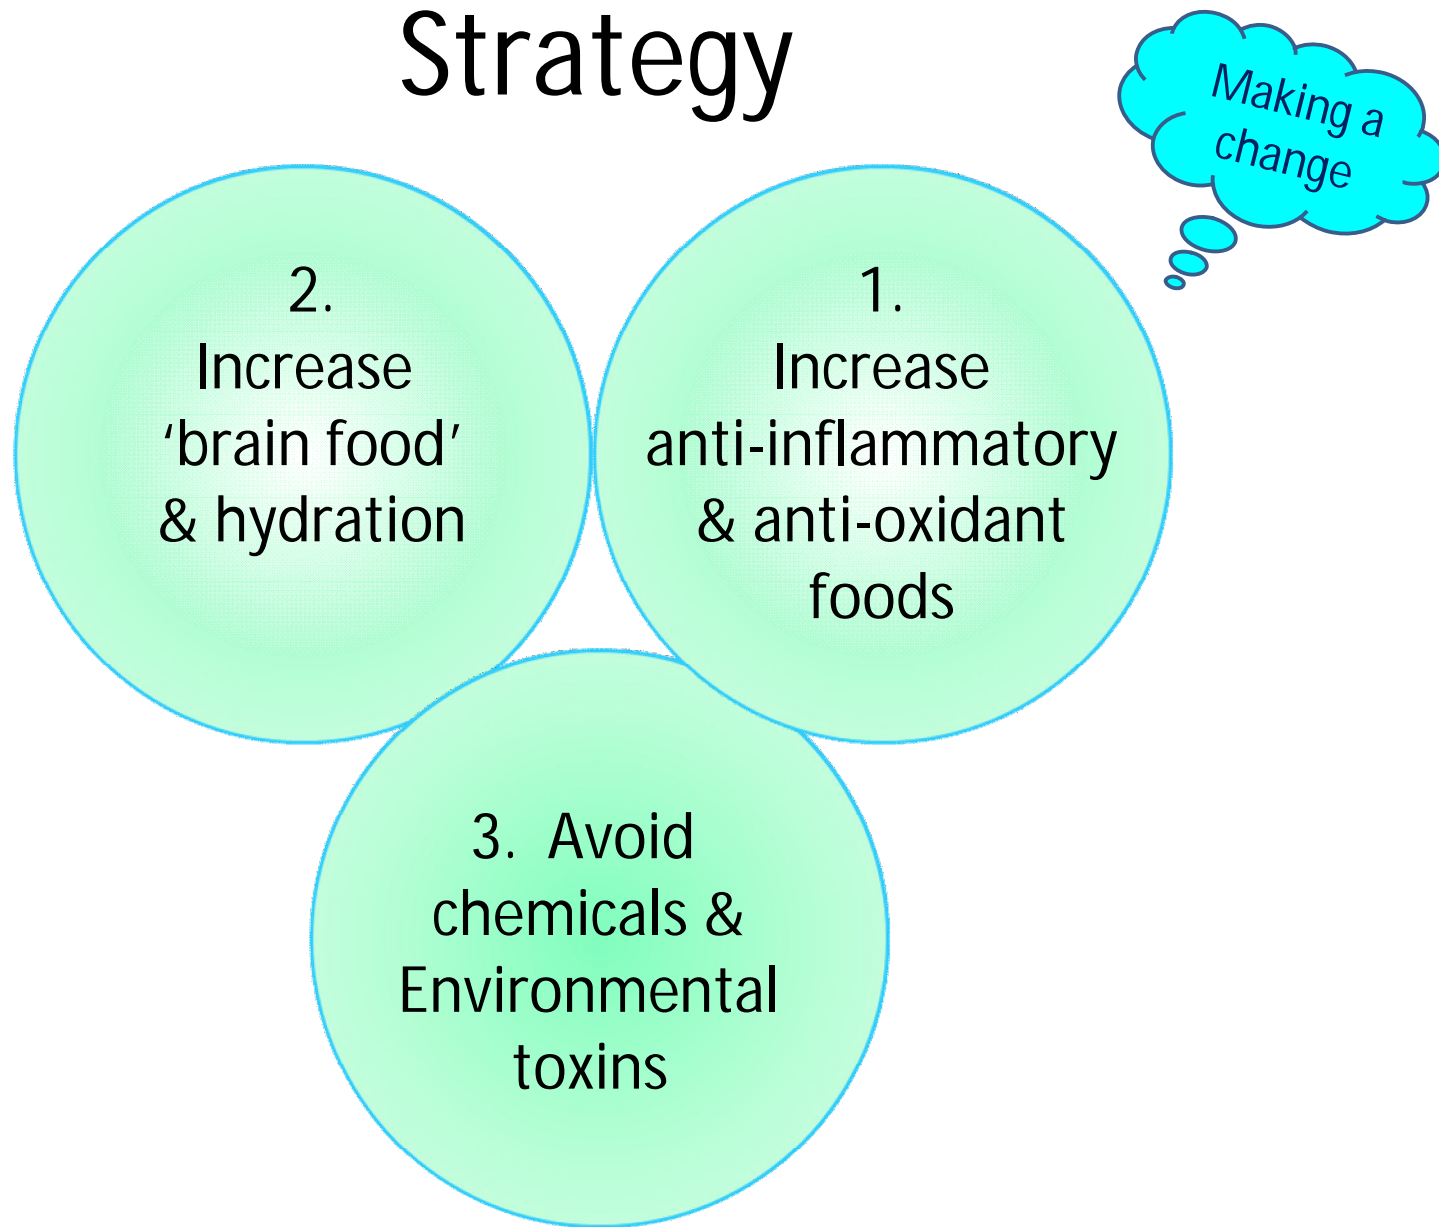 Strategy
Making a
change
2.
Increase
‘brain food’
& hydration
1.
Increase
anti-inflammatory
& anti-oxidant
foods
3. Avoid
chemicals &
Environmental
toxins